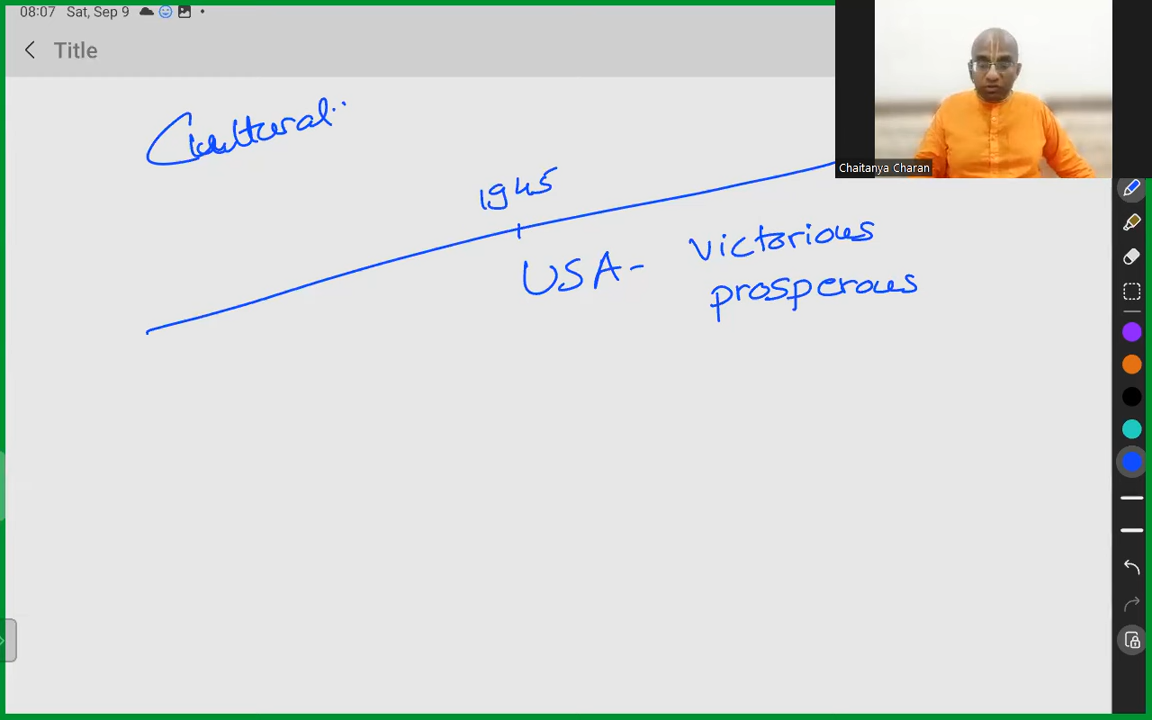 08:07 Sat, Sep 9
Title
Cultural:
1945
USA- victorious
prosperous
Chaitanya Charan